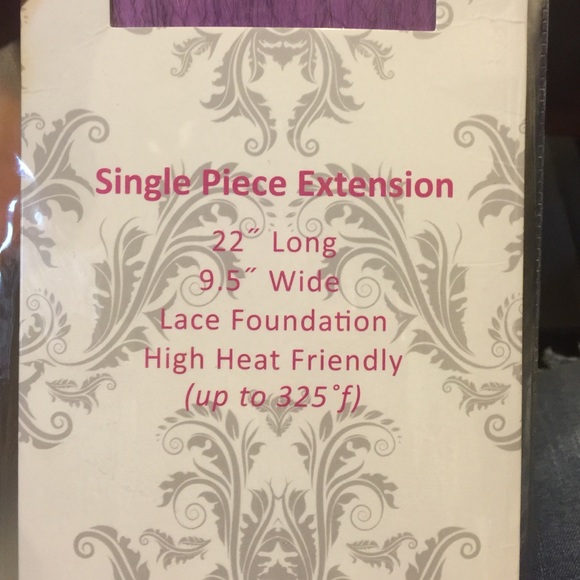 Single Piece Extension
22˝ Long
9.5˝ Wide
Lace Foundation
High Heat Friendly
(up to 325˚f)